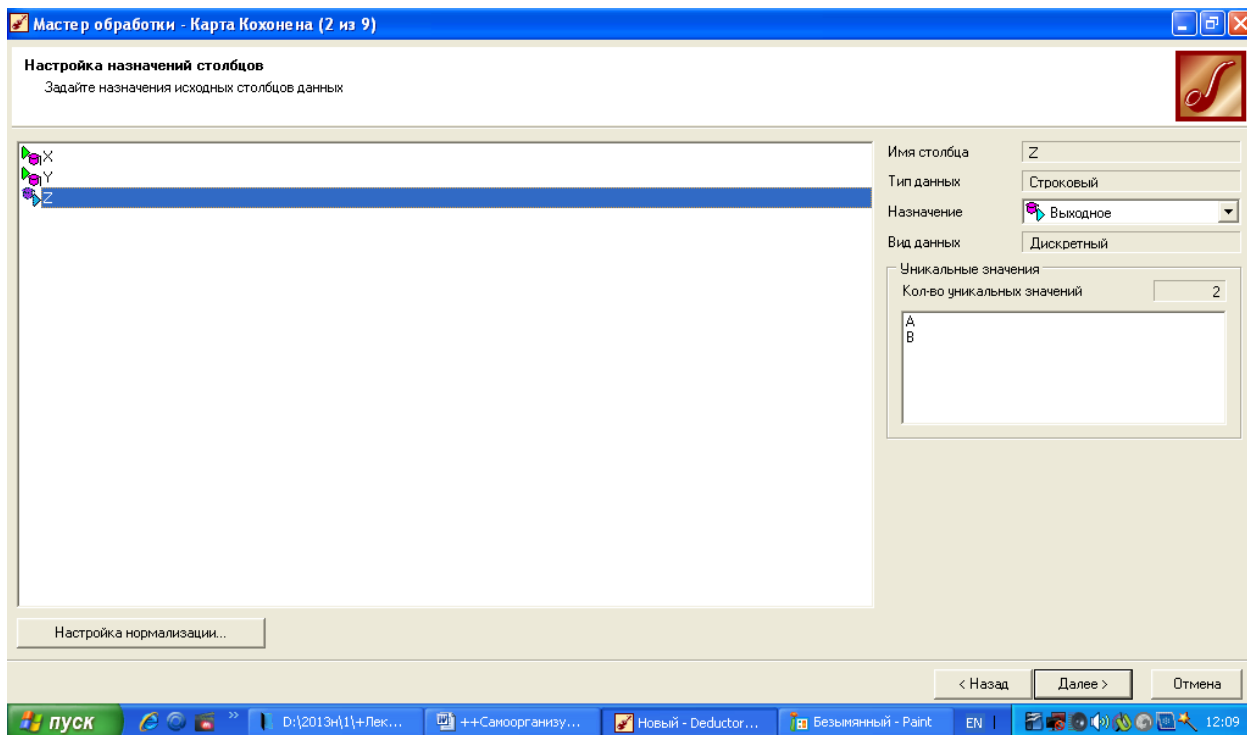 Мастер обработки - Карта Кохонена (2 из 9)
Настройка назначений столбцов
Задайте назначения исходных столбцов данных
X
Y
Z
Имя столбца Z
Тип данных Строковый
Назначение Выходное
Вид данных Дискретный
Уникальные значения
Кол-во уникальных значений 2
A
B
Настройка нормализации...
< Назад Далее > Отмена
пуск » D:\2013н\1\+Лек... ++Самоорганизу... Новый - Deductor... Безымянный - Paint EN 12:09